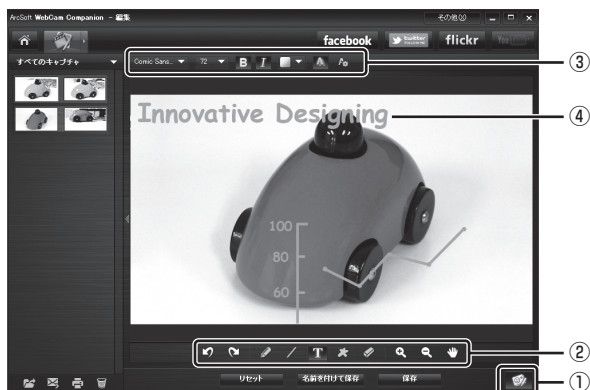 ArcSoft WebCam Companion - 編集
その他(X)
facebook
twitter
flickr
You Tube
すべてのキャプチャ
Comic Sans..
72
B
I
Innovative Designing
100
80
60
T
リセット
名前を付けて保存
保存
③
④
②
①